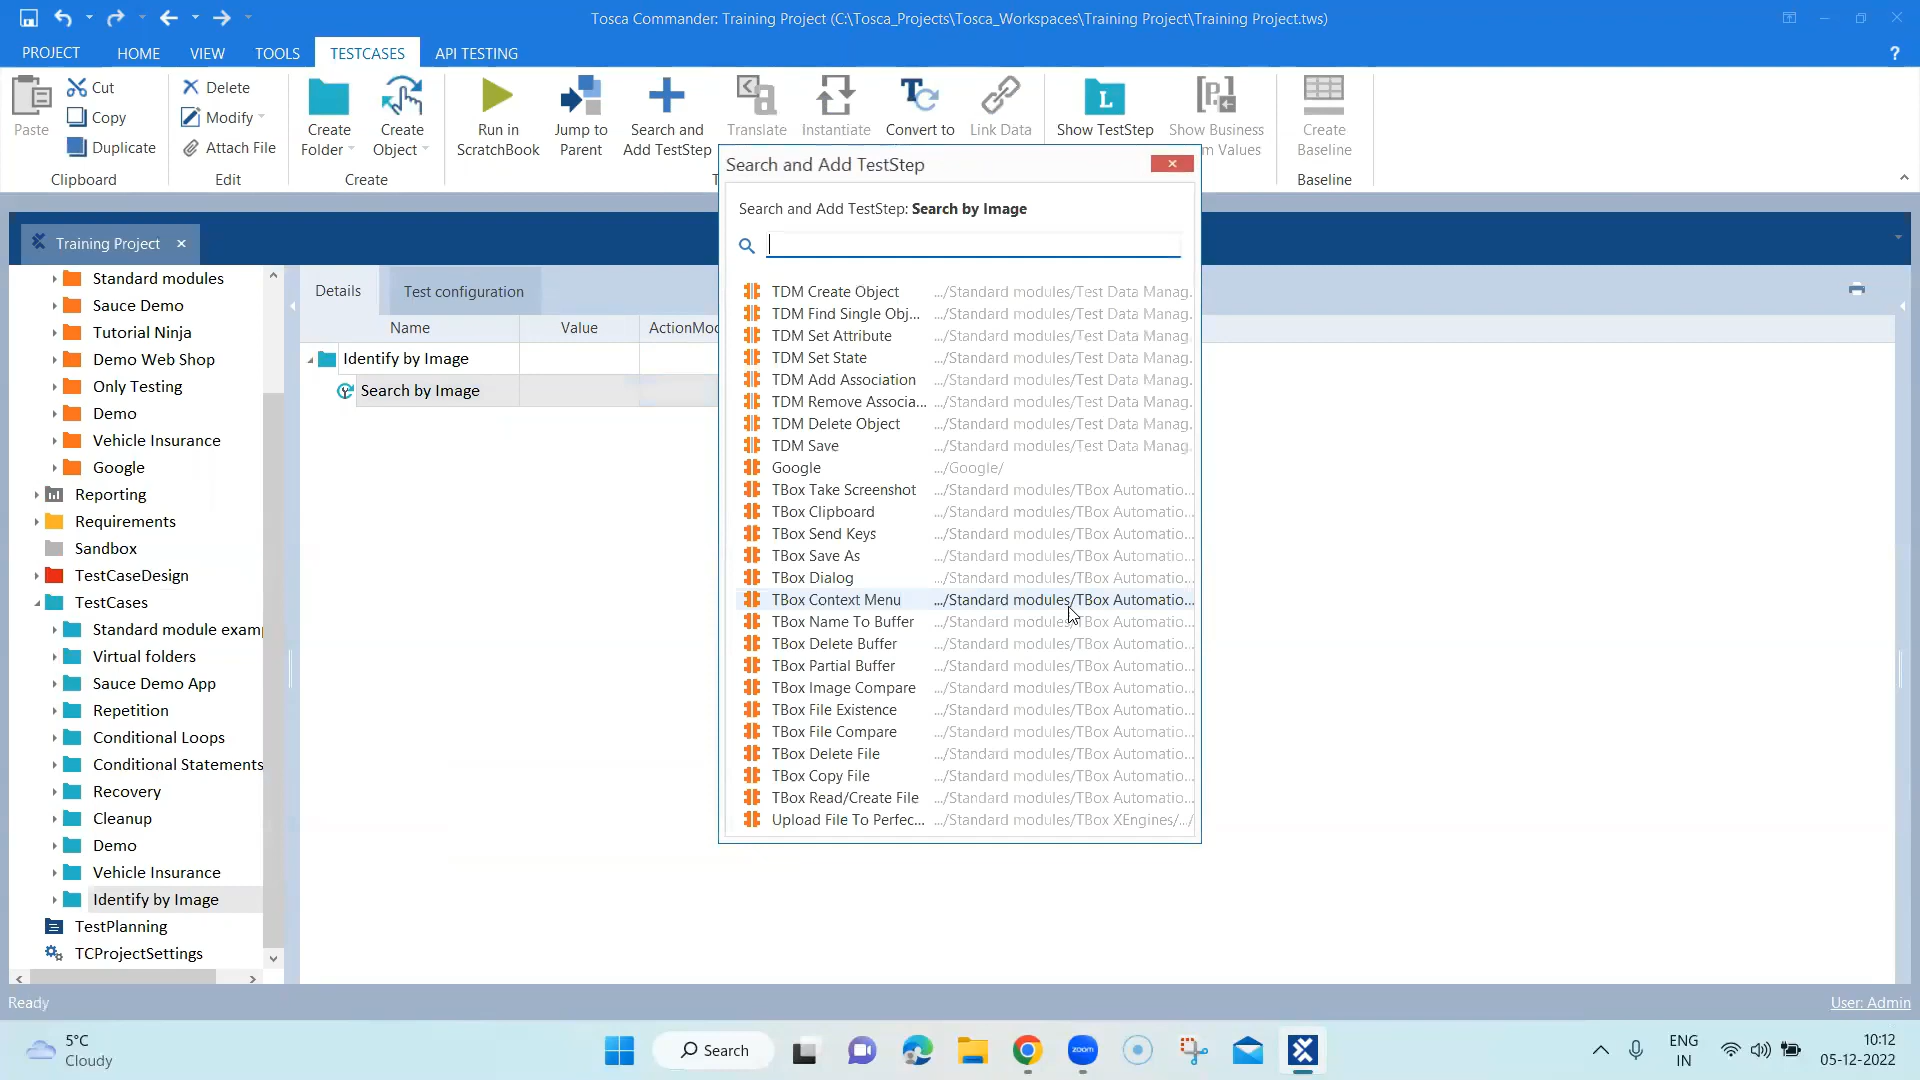 Tosca Commander: Training Project (C:\Tosca_Projects\Tosca_Workspaces\Training Project\Training Project.tws)
PROJECT HOME VIEW TOOLS TESTCASES API TESTING ?
Paste
Cut
Copy
Duplicate
Clipboard
Delete
Modify
Attach File
Edit
Create Folder
Create Object
Create
Run in ScratchBook
Jump to Parent
Search and Add TestStep
Translate
Instantiate
Convert to
Link Data
Show TestStep
Show Business
Create Baseline
Baseline
Training Project
Standard modules
Sauce Demo
Tutorial Ninja
Demo Web Shop
Only Testing
Demo
Vehicle Insurance
Google
Reporting
Requirements
Sandbox
TestCaseDesign
TestCases
Standard module exam
Virtual folders
Sauce Demo App
Repetition
Conditional Loops
Conditional Statements
Recovery
Cleanup
Demo
Vehicle Insurance
Identify by Image
TestPlanning
TCProjectSettings
Details Test configuration
Name Value ActionMod
Identify by Image
Search by Image
Search and Add TestStep
Search and Add TestStep: Search by Image
TDM Create Object .../Standard modules/Test Data Manag.
TDM Find Single Obj... .../Standard modules/Test Data Manag.
TDM Set Attribute .../Standard modules/Test Data Manag.
TDM Set State .../Standard modules/Test Data Manag.
TDM Add Association .../Standard modules/Test Data Manag.
TDM Remove Associa... .../Standard modules/Test Data Manag.
TDM Delete Object .../Standard modules/Test Data Manag.
TDM Save .../Standard modules/Test Data Manag.
Google .../Google/
TBox Take Screenshot .../Standard modules/TBox Automatio...
TBox Clipboard .../Standard modules/TBox Automatio...
TBox Send Keys .../Standard modules/TBox Automatio...
TBox Save As .../Standard modules/TBox Automatio...
TBox Dialog .../Standard modules/TBox Automatio...
TBox Context Menu .../Standard modules/TBox Automatio...
TBox Name To Buffer .../Standard modules/TBox Automatio...
TBox Delete Buffer .../Standard modules/TBox Automatio...
TBox Partial Buffer .../Standard modules/TBox Automatio...
TBox Image Compare .../Standard modules/TBox Automatio...
TBox File Existence .../Standard modules/TBox Automatio...
TBox File Compare .../Standard modules/TBox Automatio...
TBox Delete File .../Standard modules/TBox Automatio...
TBox Copy File .../Standard modules/TBox Automatio...
TBox Read/Create File .../Standard modules/TBox Automatio...
Upload File To Perfec... .../Standard modules/TBox XEngines/.../
Ready
User: Admin
5°C
Cloudy
Search
zoom
ENG
IN
10:12
05-12-2022